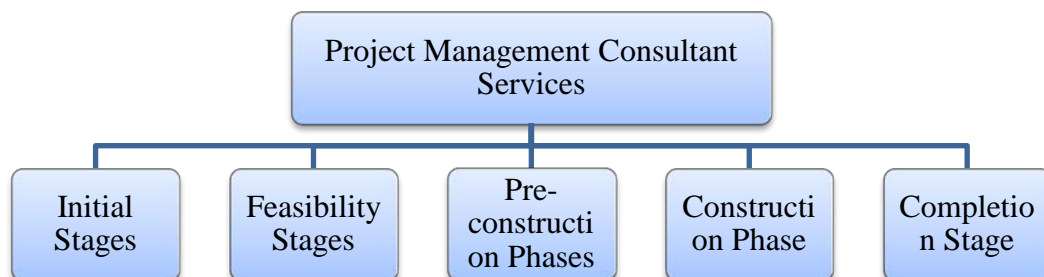 Project Management Consultant
Services
Initial
Stages
Feasibility
Stages
Pre-
constructi
on Phases
Constructi
on Phase
Completio
n Stage